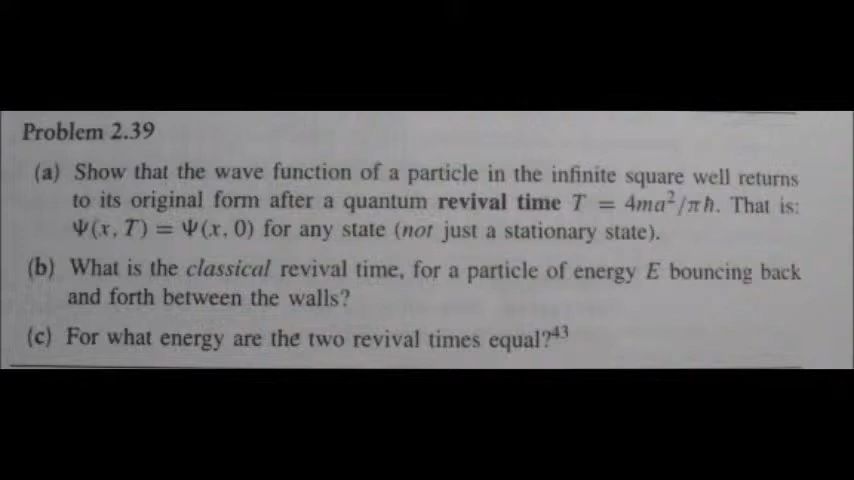 Problem 2.39
(a) Show that the wave function of a particle in the infinite square well returns
to its original form after a quantum revival time T = 4ma²/πℏ. That is:
Ψ(x, T) = Ψ(x, 0) for any state (not just a stationary state).
(b) What is the classical revival time, for a particle of energy E bouncing back
and forth between the walls?
(c) For what energy are the two revival times equal?⁴³